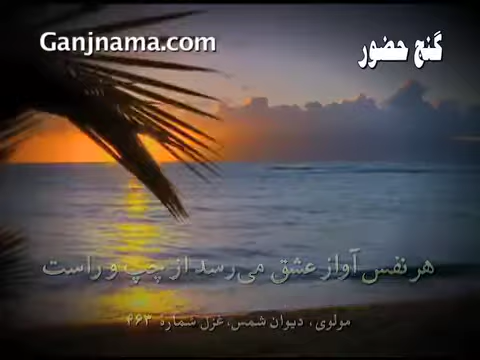 Ganjnama.com
گنج حضور
هر نفس آواز عشق می‌رسد از چپ و راست
مولوی، دیوان شمس، غزل شمارهٔ ۴۶۳